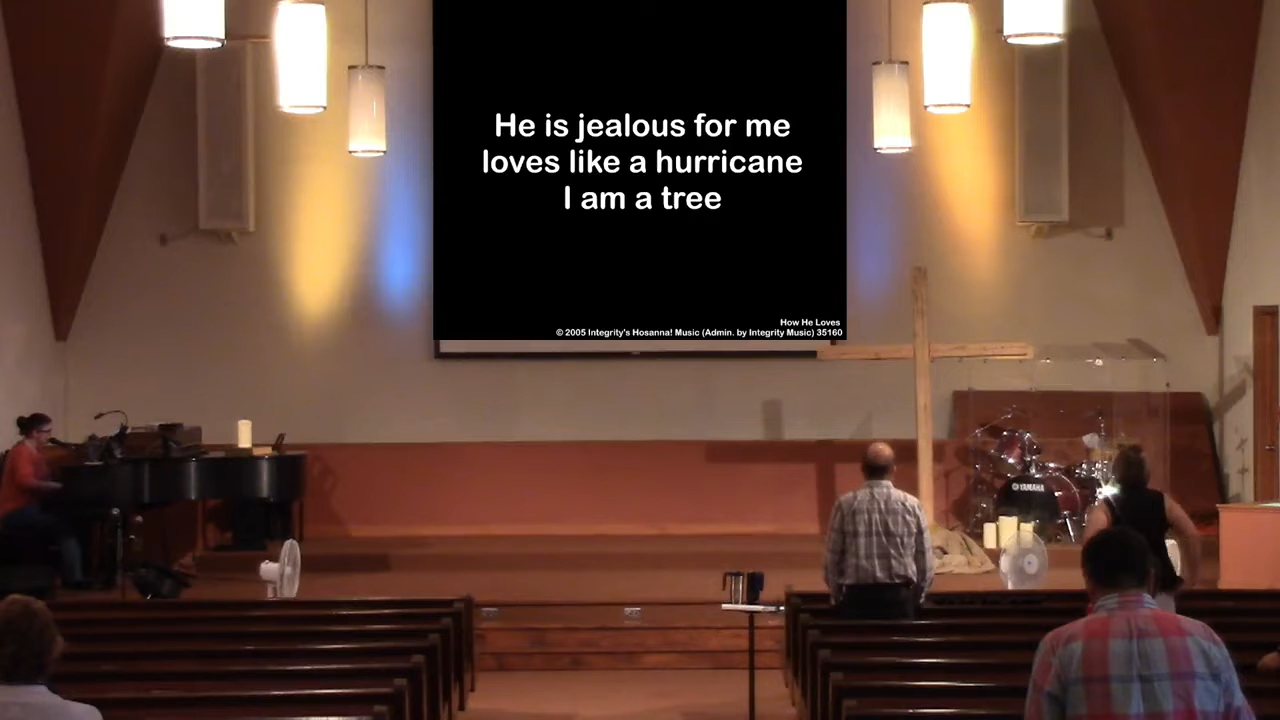 He is jealous for me
loves like a hurricane
I am a tree
How He Loves
© 2005 Integrity's Hosanna! Music (Admin. by Integrity Music) 35160
YAMAHA